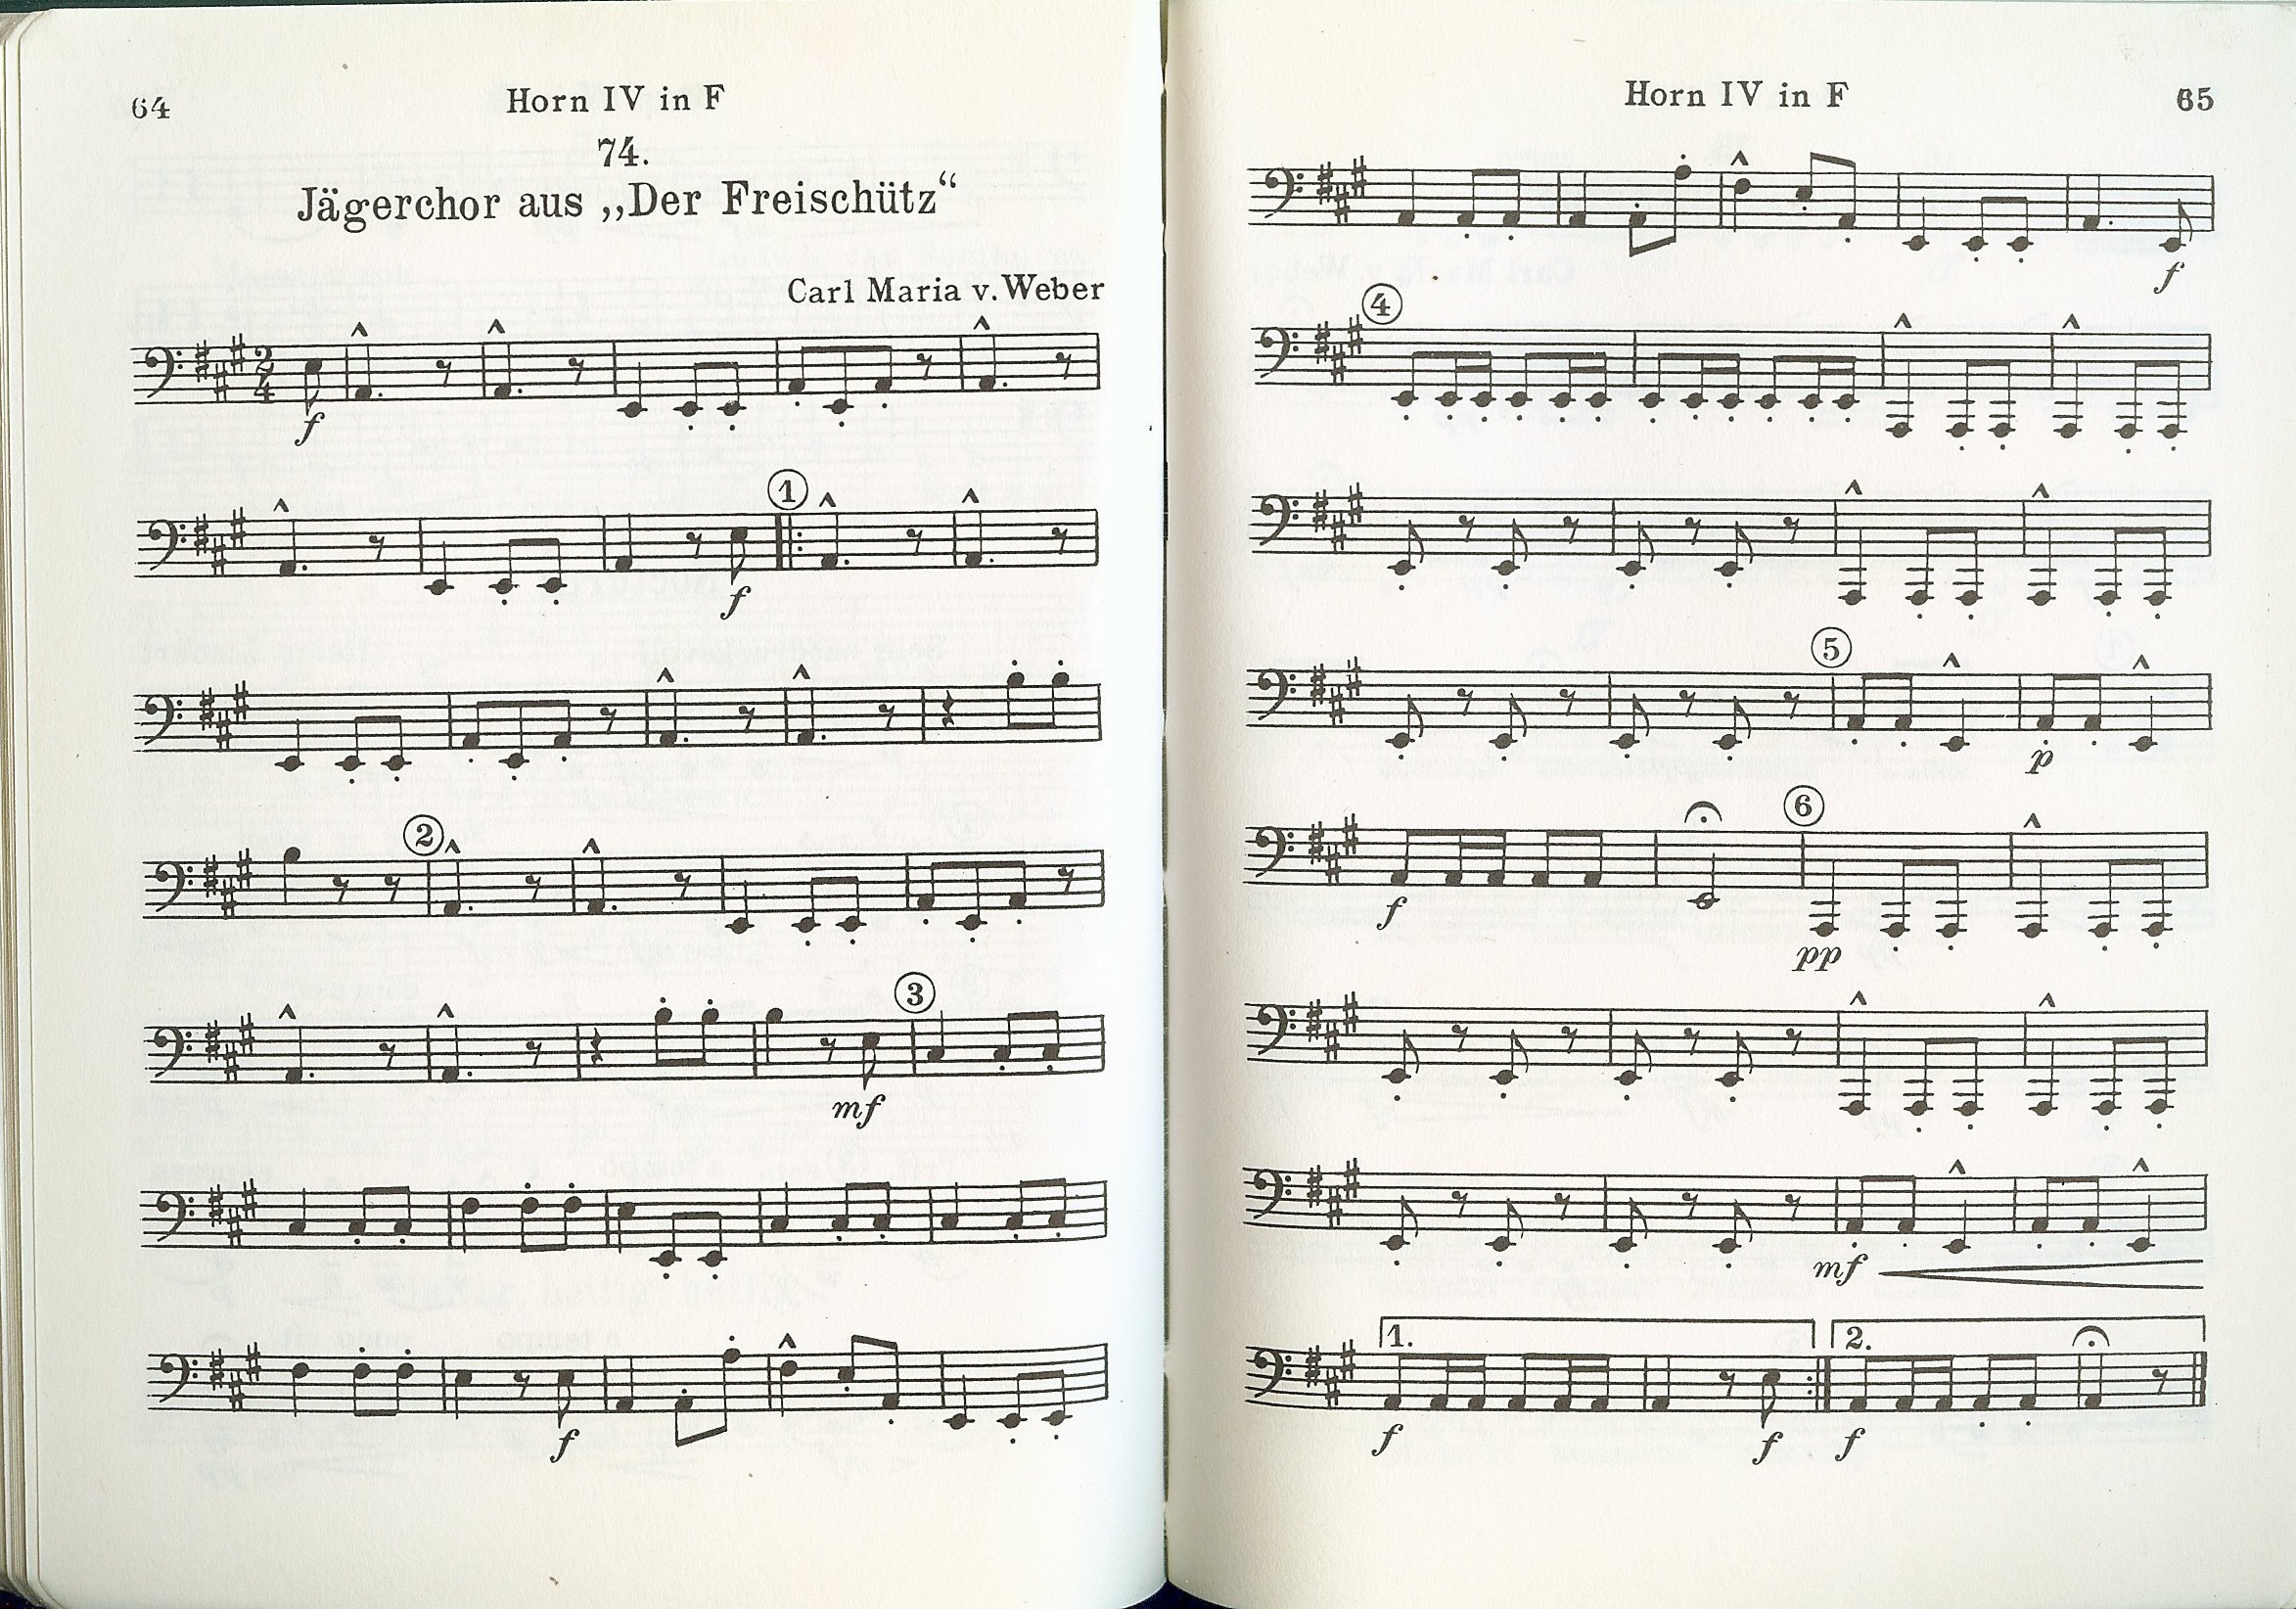 64
Horn IV in F
74.
Jägerchor aus „Der Freischütz“
Carl Maria v. Weber
2
4
f
1
f
2
3
mf
f
Horn IV in F
65
f
4
5
p
f
6
pp
mf
1. 2.
f f f